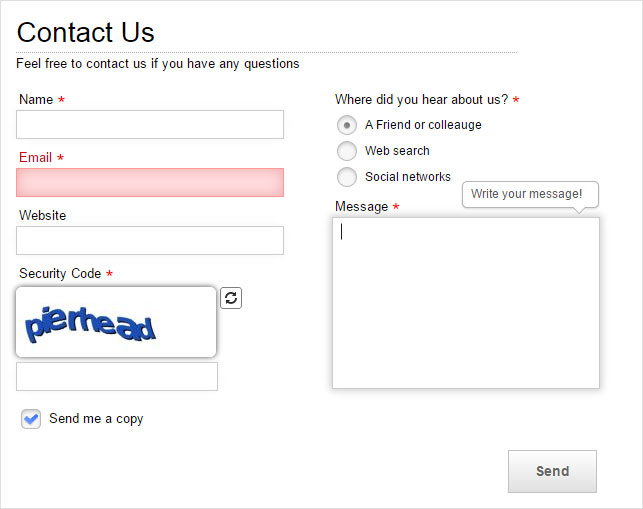 Contact Us
Feel free to contact us if you have any questions
Name *
Email *
Website
Security Code *
pierhead
Send me a copy
Where did you hear about us? *
A Friend or colleauge
Web search
Social networks
Write your message!
Message *
Send